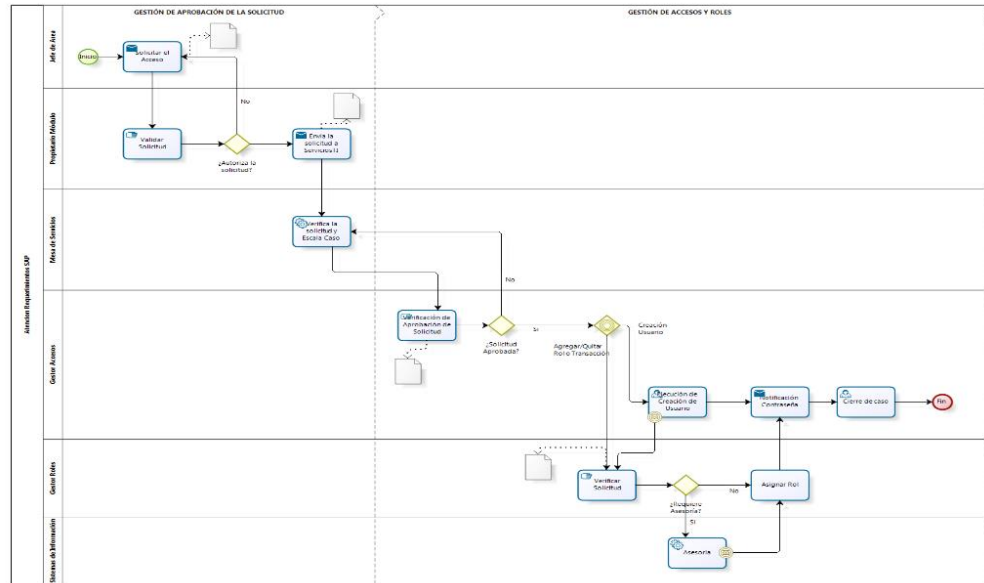 GESTIÓN DE APROBACIÓN DE LA SOLICITUD
GESTIÓN DE ACCESOS Y ROLES
Atencion Requerimientos SAP
Jefe de Área
Inicio
Solicitar el
Acceso
No
Propietario Módulo
Validar
Solicitud
¿Autoriza la
solicitud?
Envía la
solicitud a
Servicios TI
Mesa de Servicios
Verifica la
solicitud y
Escala Caso
No
Gestor Accesos
Verificación de
Aprobación de
Solicitud
¿Solicitud
Aprobada?
Si
Agregar/Quitar
Rol o Transacción
Creación
Usuario
Ejecución de
Creación de
Usuario
Notificación
Contraseña
Cierre de caso
Fin
Gestor Roles
Verificar
Solicitud
¿Requiere
Asesoría?
No
Si
Asignar Rol
Sistemas de Información
Asesoría